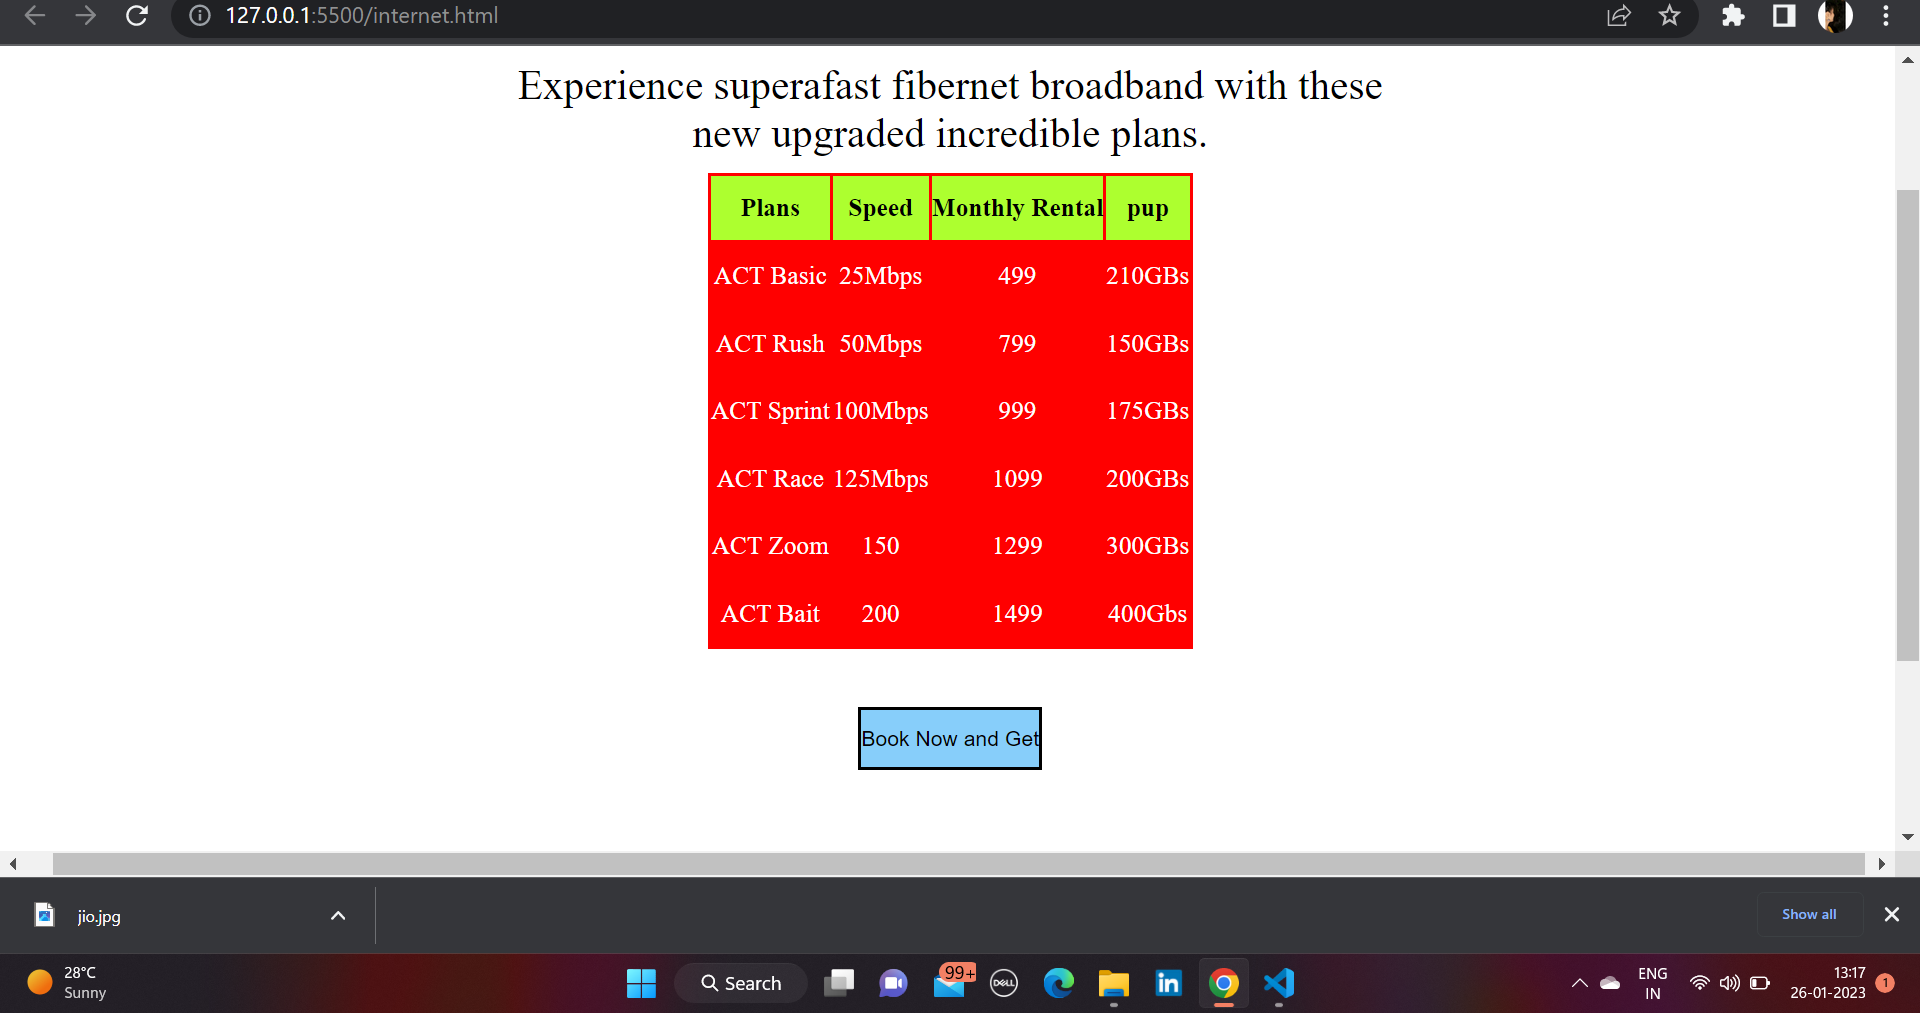 127.0.0.1:5500/internet.html
Experience superafast fibernet broadband with these
new upgraded incredible plans.
Plans Speed Monthly Rental pup
ACT Basic 25Mbps 499 210GBs
ACT Rush 50Mbps 799 150GBs
ACT Sprint 100Mbps 999 175GBs
ACT Race 125Mbps 1099 200GBs
ACT Zoom 150 1299 300GBs
ACT Bait 200 1499 400Gbs
Book Now and Get
jio.jpg
Show all
28°C
Sunny
Search
99+
DELL
in
ENG
IN
13:17
26-01-2023
1